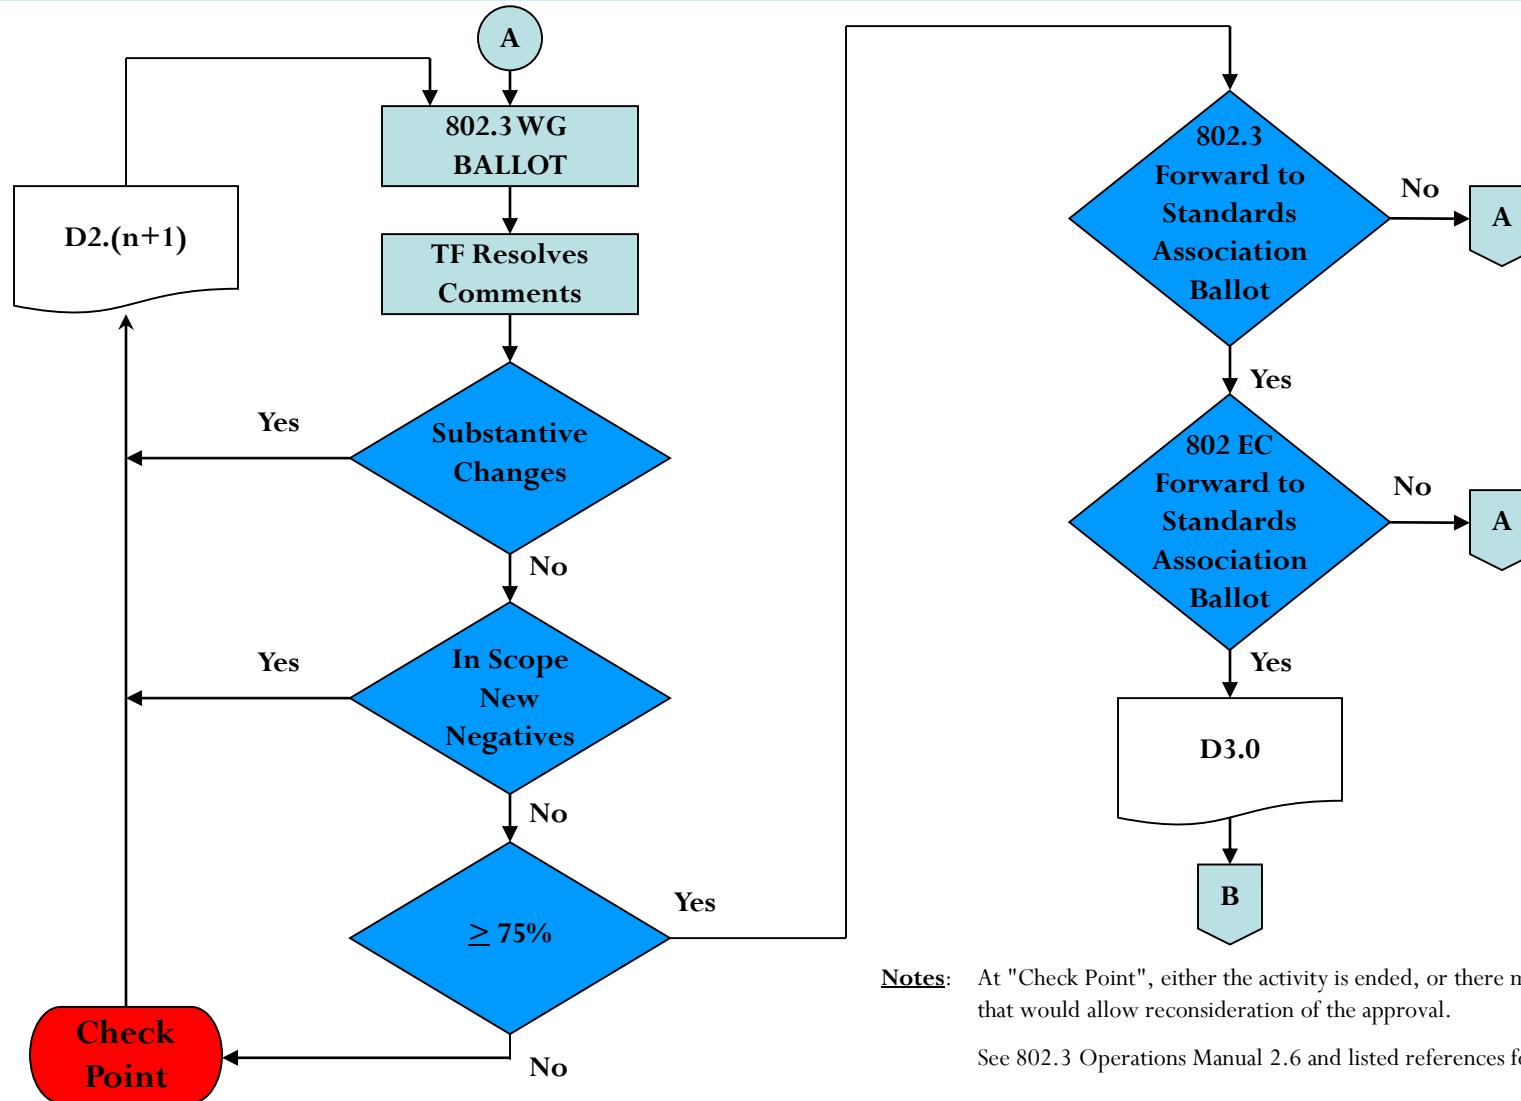 A
802.3 WG
BALLOT
D2.(n+1)
TF Resolves
Comments
Yes
Substantive
Changes
No
Yes
In Scope
New
Negatives
No
≥ 75%
Yes
Check
Point
No
802.3
Forward to
Standards
Association
Ballot
No
A
Yes
802 EC
Forward to
Standards
Association
Ballot
No
A
Yes
D3.0
B
Notes: At "Check Point", either the activity is ended, or there
that would allow reconsideration of the approval.
See 802.3 Operations Manual 2.6 and listed references